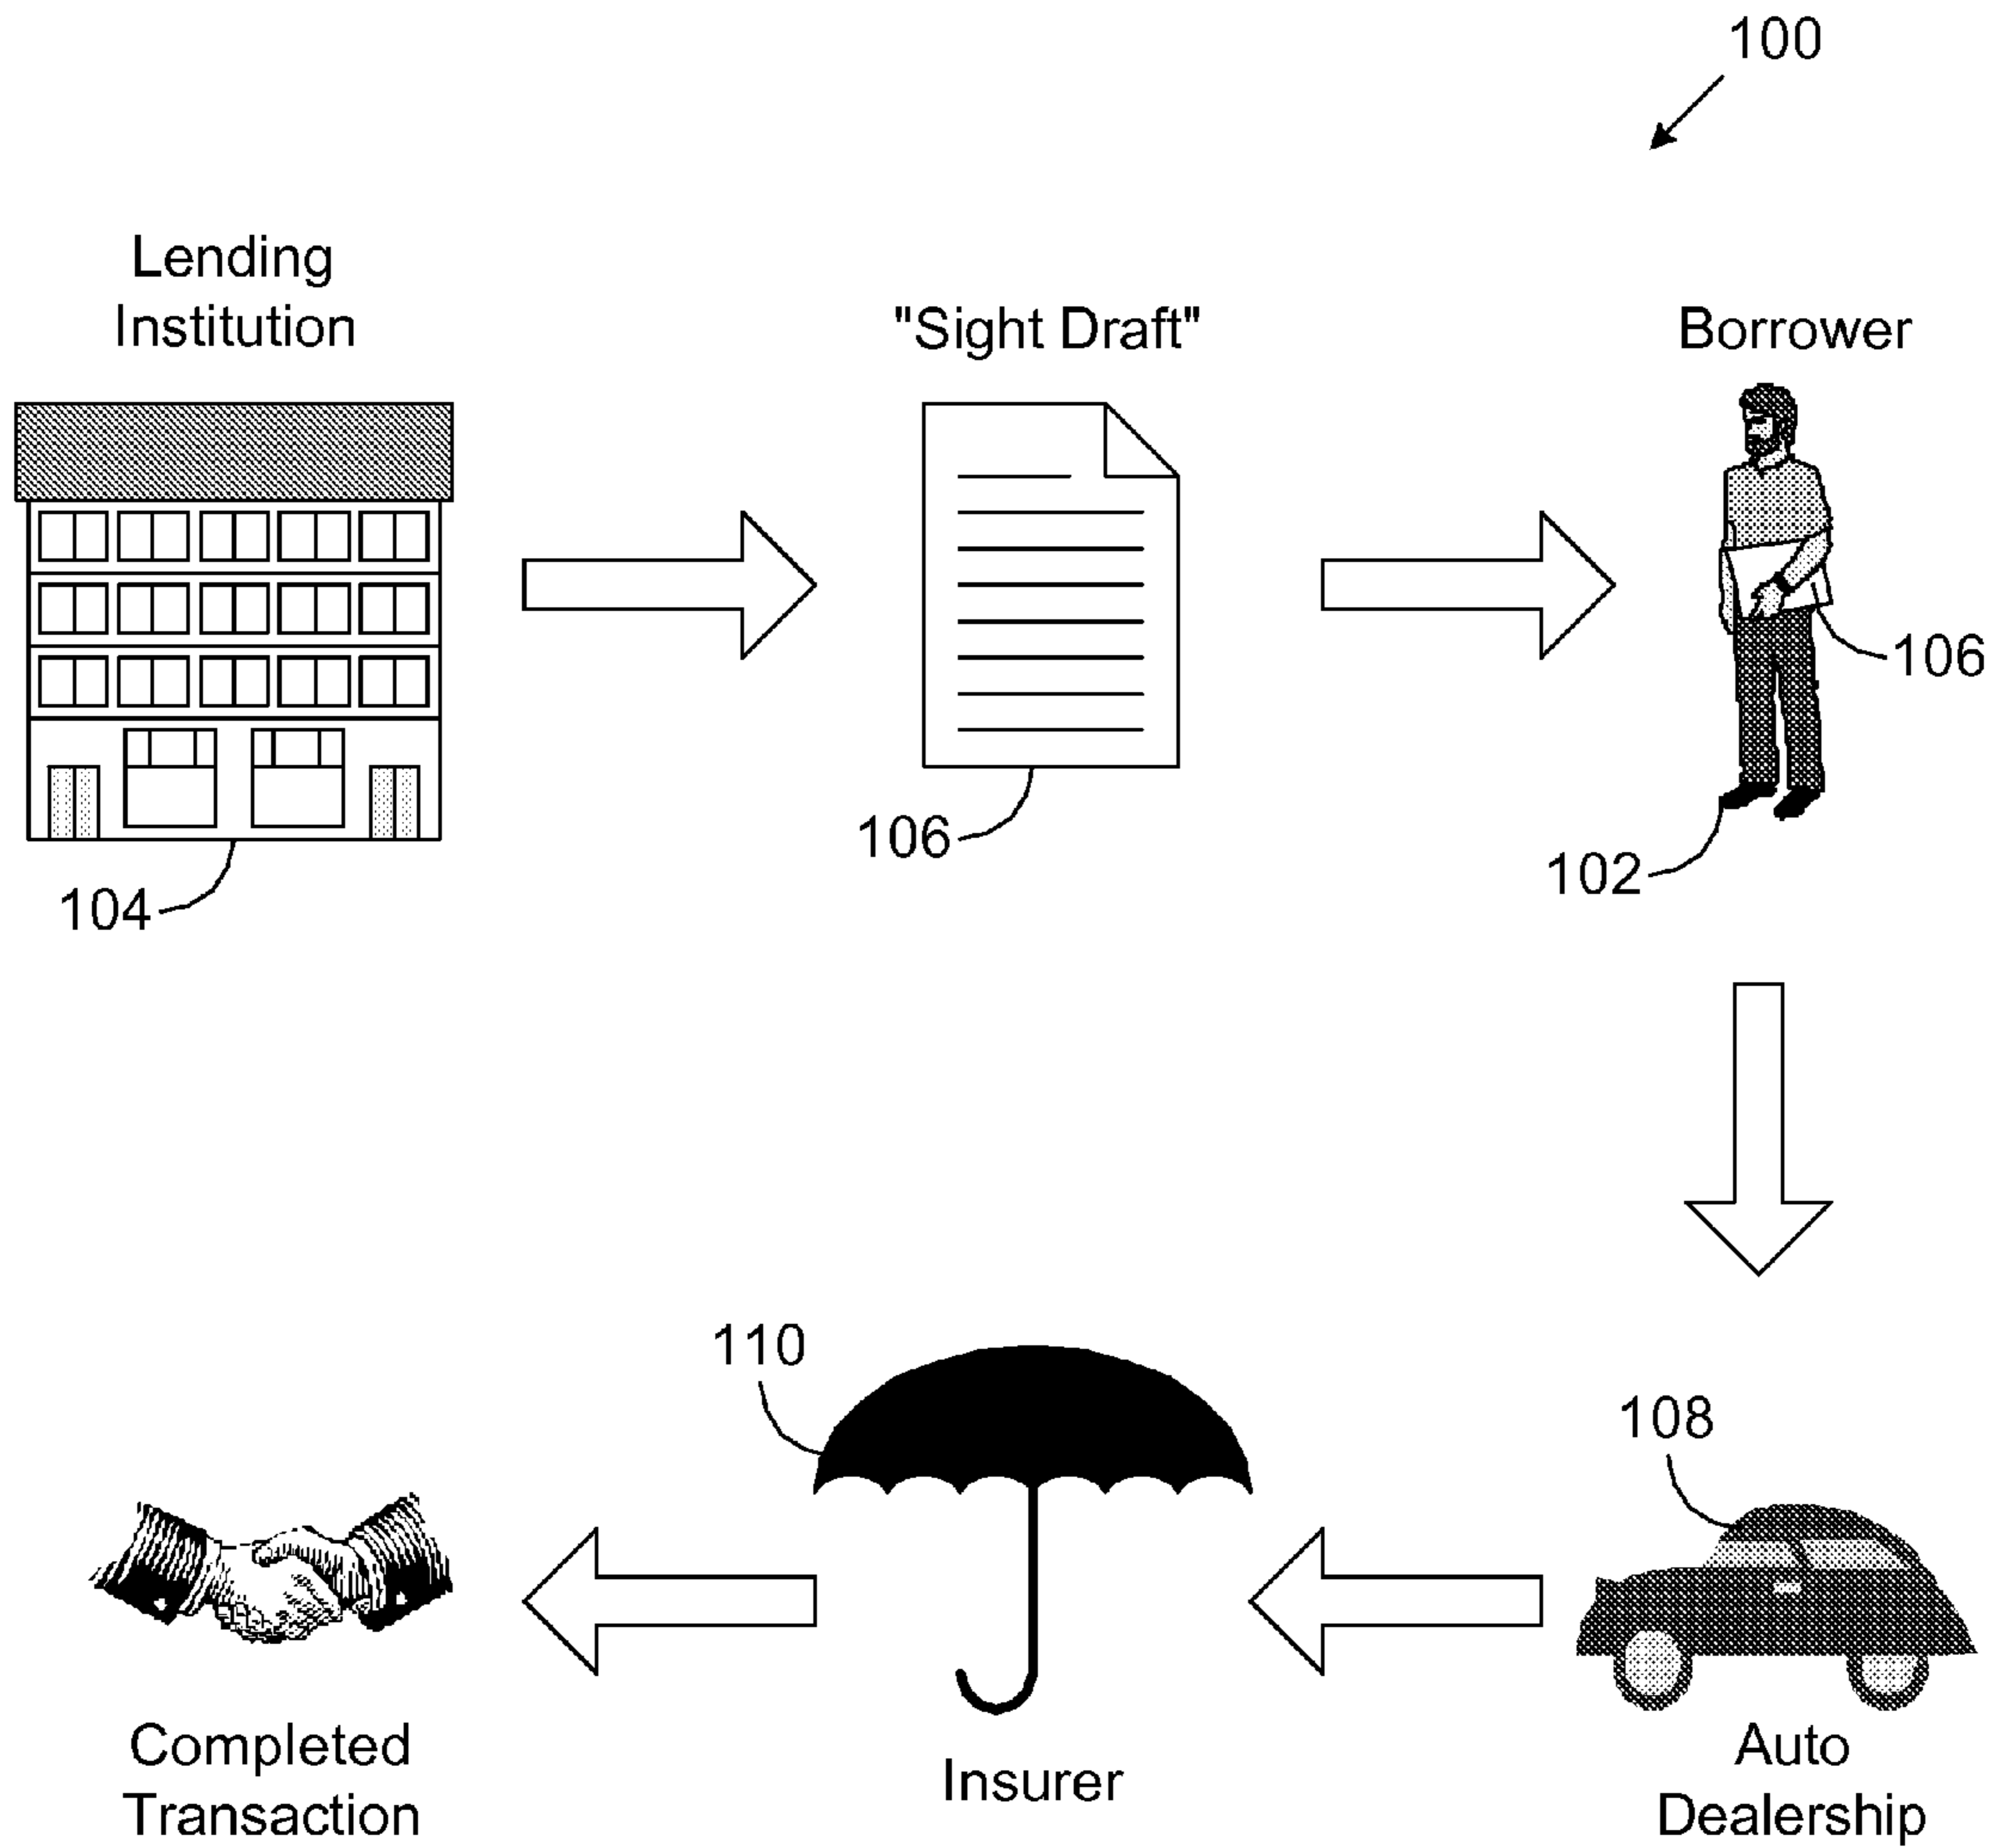 100
Lending
Institution
"Sight Draft"
Borrower
106
106
102
104
110
108
Completed
Transaction
Insurer
Auto
Dealership